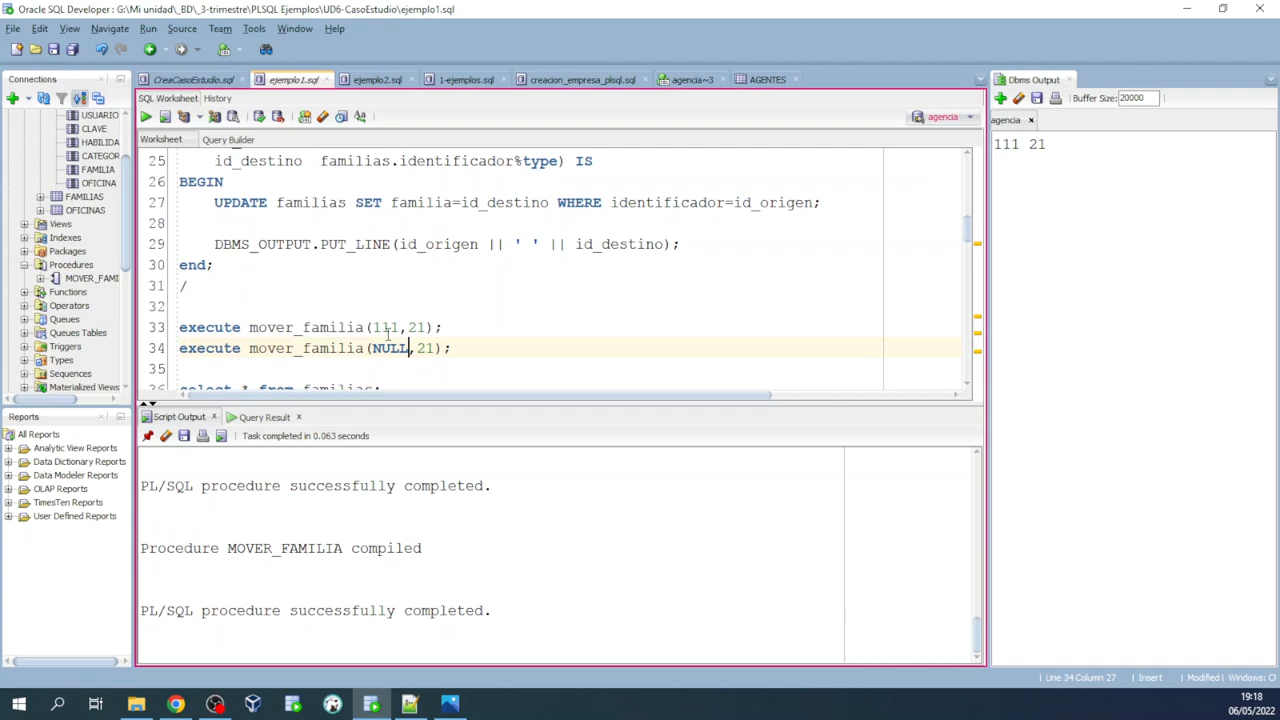 Oracle SQL Developer : G:\Mi unidad\_BD\_3-trimestre\PLSQL Ejemplos\UD6-CasoEstudio\ejemplo1.sql
File Edit View Navigate Run Source Team Tools Window Help
Connections
USUARIO
CLAVE
HABILIDA
CATEGOR
FAMILIA
OFICINA
FAMILIAS
OFICINAS
Views
Indexes
Packages
Procedures
MOVER_FAMI
Functions
Operators
Queues
Queues Tables
Triggers
Types
Sequences
Materialized Views
Reports
All Reports
Analytic View Reports
Data Dictionary Reports
Data Modeler Reports
OLAP Reports
TimesTen Reports
User Defined Reports
CreaCasoEstudio.sql ejemplo1.sql ejemplo2.sql 1-ejemplos.sql creacion_empresa_plsql.sql agencia~3 AGENTES
SQL Worksheet History
agencia
Worksheet Query Builder
25 id_destino familias.identificador%type) IS
26 BEGIN
27 UPDATE familias SET familia=id_destino WHERE identificador=id_origen;
28
29 DBMS_OUTPUT.PUT_LINE(id_origen || ' ' || id_destino);
30 end;
31 /
32
33 execute mover_familia(111,21);
34 execute mover_familia(NULL,21);
35
36 select * from familias;
Script Output Query Result
Task completed in 0.063 seconds
PL/SQL procedure successfully completed.
Procedure MOVER_FAMILIA compiled
PL/SQL procedure successfully completed.
Dbms Output
Buffer Size: 20000
agencia
111 21
Line 34 Column 27 Insert Modified Windows: Cl
19:18
06/05/2022